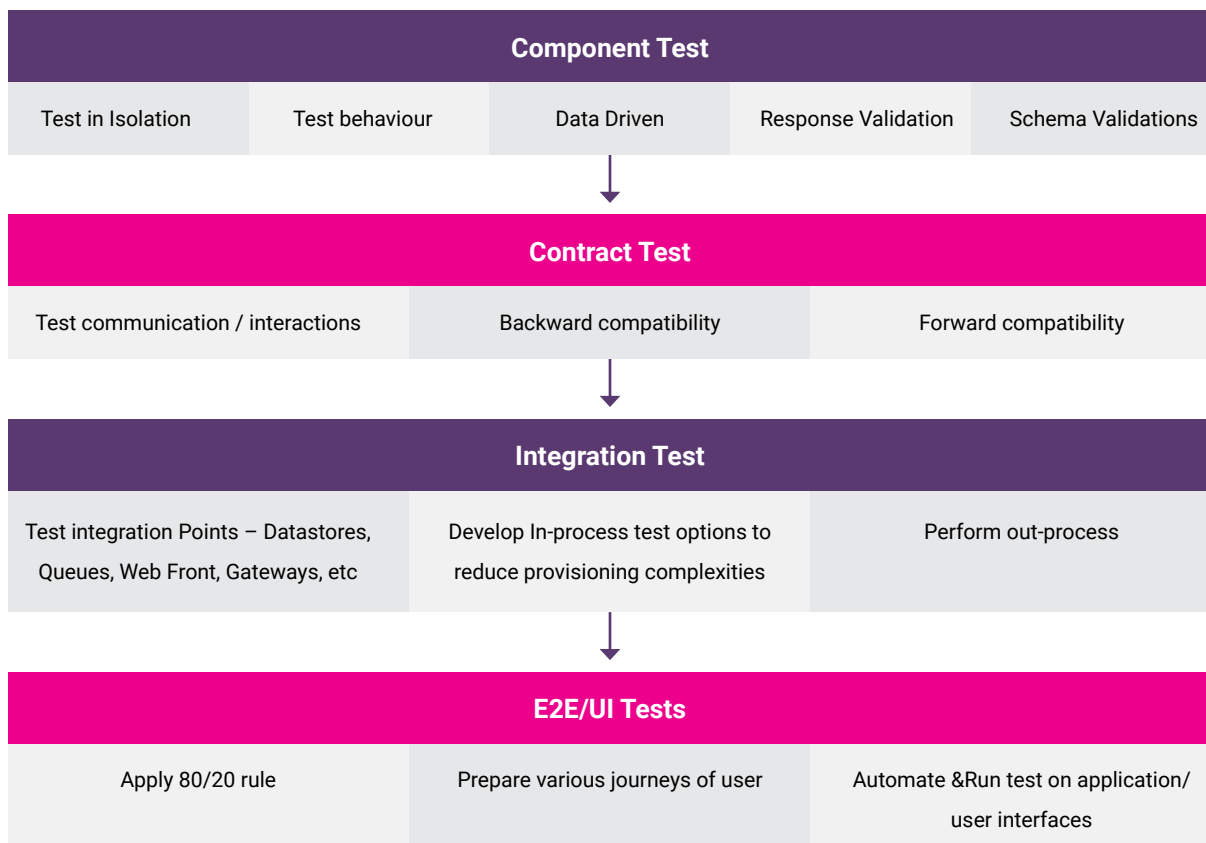 Component Test
Test in Isolation
Test behaviour
Data Driven
Response Validation
Schema Validations
Contract Test
Test communication / interactions
Backward compatibility
Forward compatibility
Integration Test
Test integration Points – Datastores,
Queues, Web Front, Gateways, etc
Develop In-process test options to
reduce provisioning complexities
Perform out-process
E2E/UI Tests
Apply 80/20 rule
Prepare various journeys of user
Automate &Run test on application/
user interfaces